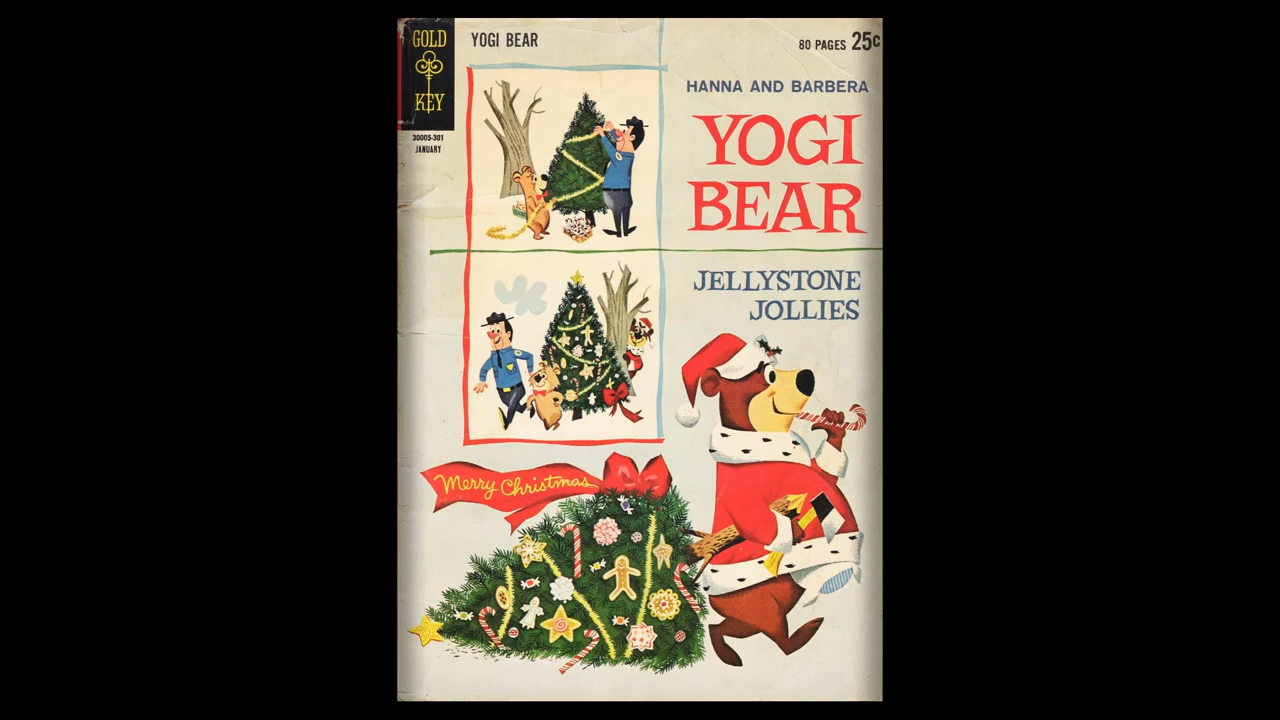 GOLD
KEY
YOGI BEAR
80 PAGES 25c
30005-301
JANUARY
HANNA AND BARBERA
YOGI
BEAR
JELLYSTONE
JOLLIES
Merry Christmas